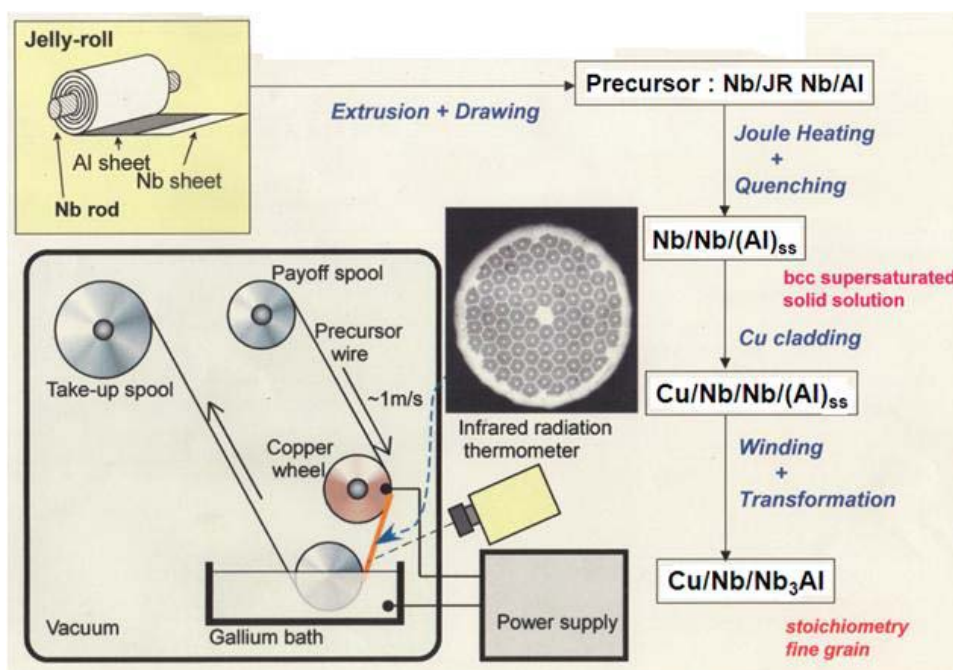 Jelly-roll
Al sheet
Nb sheet
Nb rod
Extrusion + Drawing
Precursor : Nb/JR Nb/Al
Joule Heating
+
Quenching
Nb/Nb/(Al)ss
bcc supersaturated
solid solution
Cu cladding
Cu/Nb/Nb/(Al)ss
Winding
+
Transformation
Cu/Nb/Nb3Al
stoichiometry
fine grain
Payoff spool
Precursor
wire
Take-up spool
~1m/s
Copper
wheel
Infrared radiation
thermometer
Power supply
Gallium bath
Vacuum